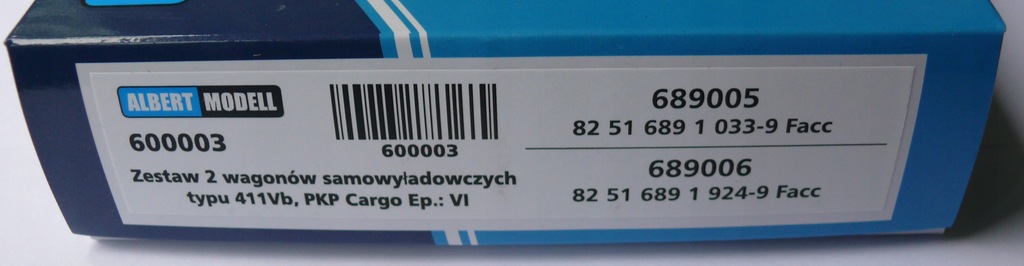 ALBERT MODELL
600003
600003
Zestaw 2 wagonów samowyładowczych
typu 411Vb, PKP Cargo Ep.: VI
689005
82 51 689 1 033-9 Facc
689006
82 51 689 1 924-9 Facc